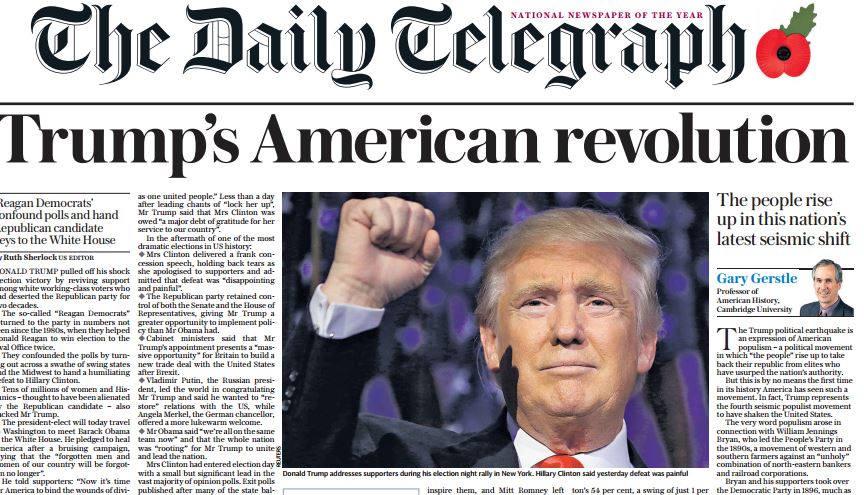 NATIONAL NEWSPAPER OF THE YEAR
The Daily Telegraph
Trump's American revolution
Reagan Democrats'
onfound polls and hand
epublican candidate
eys to the White House
y Ruth Sherlock US EDITOR
ONALD TRUMP pulled off his shock
ection victory by reviving support
mong white working-class voters who
ad deserted the Republican party for
wo decades.
The so-called "Reagan Democrats"
turned to the party in numbers not
en since the 1980s, when they helped
onald Reagan to win election to the
val Office twice.
They confounded the polls by turn-
g out across a swathe of swing states
nd the Midwest to hand a humiliating
efeat to Hillary Clinton.
Tens of millions of women and His-
anics – thought to have been alienated
y the Republican candidate – also
acked Mr Trump.
The president-elect will today travel
o Washington to meet Barack Obama
the White House. He pledged to heal
merica after a bruising campaign,
ying that the "forgotten men and
omen of our country will be forgot-
n no longer".
He told supporters: "Now it's time
r America to bind the wounds of divi-
as one united people." Less than a day
after leading chants of "lock her up",
Mr Trump said that Mrs Clinton was
owed "a major debt of gratitude for her
service to our country".
In the aftermath of one of the most
dramatic elections in US history:
◆ Mrs Clinton delivered a frank con-
cession speech, holding back tears as
she apologised to supporters and ad-
mitted that defeat was "disappointing
and painful".
◆ The Republican party retained con-
trol of both the Senate and the House of
Representatives, giving Mr Trump a
greater opportunity to implement poli-
cy than Mr Obama had.
◆ Cabinet ministers said that Mr
Trump's appointment presents a "mas-
sive opportunity" for Britain to build a
new trade deal with the United States
after Brexit.
◆ Vladimir Putin, the Russian presi-
dent, led the world in congratulating
Mr Trump and said he wanted to "re-
store" relations with the US, while
Angela Merkel, the German chancellor,
offered a more lukewarm welcome.
◆ Mr Obama said "we're all on the same
team now" and that the whole nation
was "rooting" for Mr Trump to unite
and lead the nation.
Mrs Clinton had entered election day
with a small but significant lead in the
vast majority of opinion polls. Exit polls
published after many of the state bal-
REUTERS
Donald Trump addresses supporters during his election night rally in New York. Hillary Clinton said yesterday defeat was painful
inspire them, and Mitt Romney left
ton's 54 per cent, a swing of just 1 per
The people rise
up in this nation's
latest seismic shift
Gary Gerstle
Professor of
American History,
Cambridge University
The Trump political earthquake is
an expression of American
populism – a political movement
in which "the people" rise up to take
back their republic from elites who
have usurped the nation's authority.
But this is by no means the first time
in its history America has seen such a
movement. In fact, Trump represents
the fourth seismic populist movement
to have shaken the United States.
The very word populism arose in
connection with William Jennings
Bryan, who led the People's Party in
the 1890s, a movement of western and
southern farmers against an "unholy"
combination of north-eastern bankers
and railroad corporations.
Bryan and his supporters took over
the Democratic Party in 1896, much as